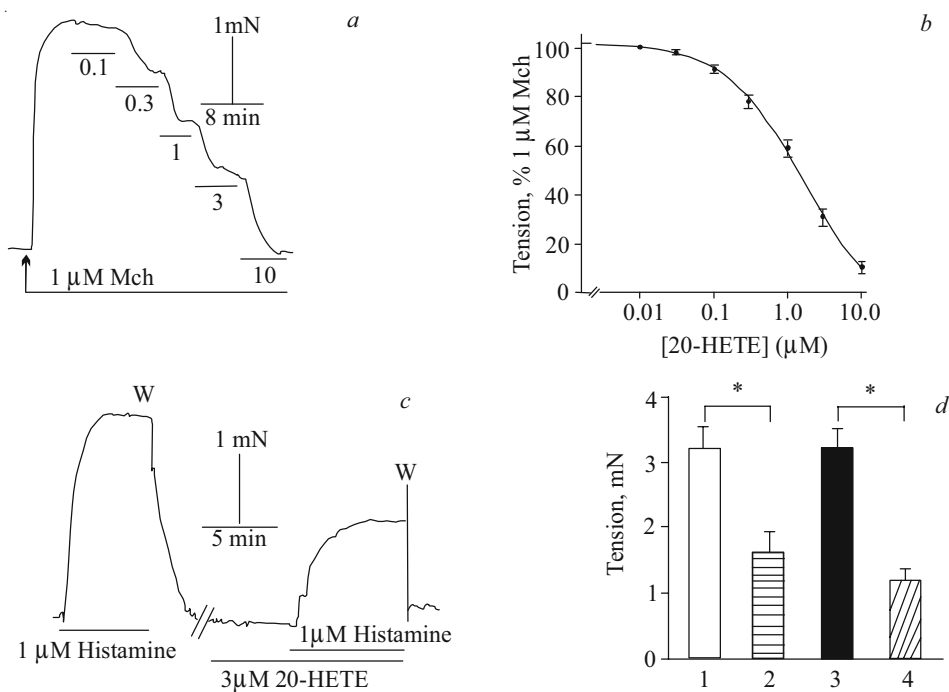 a
1mN
8 min
0.1
0.3
1
3
10
1 μM Mch
b
Tension, % 1 μM Mch
100
80
60
40
20
0
0.01
0.1
1.0
10.0
[20-HETE] (μM)
c
W
1 mN
5 min
W
1 μM Histamine
1μM Histamine
3μM 20-HETE
d
Tension, mN
4
3
2
1
0
*
*
1
2
3
4